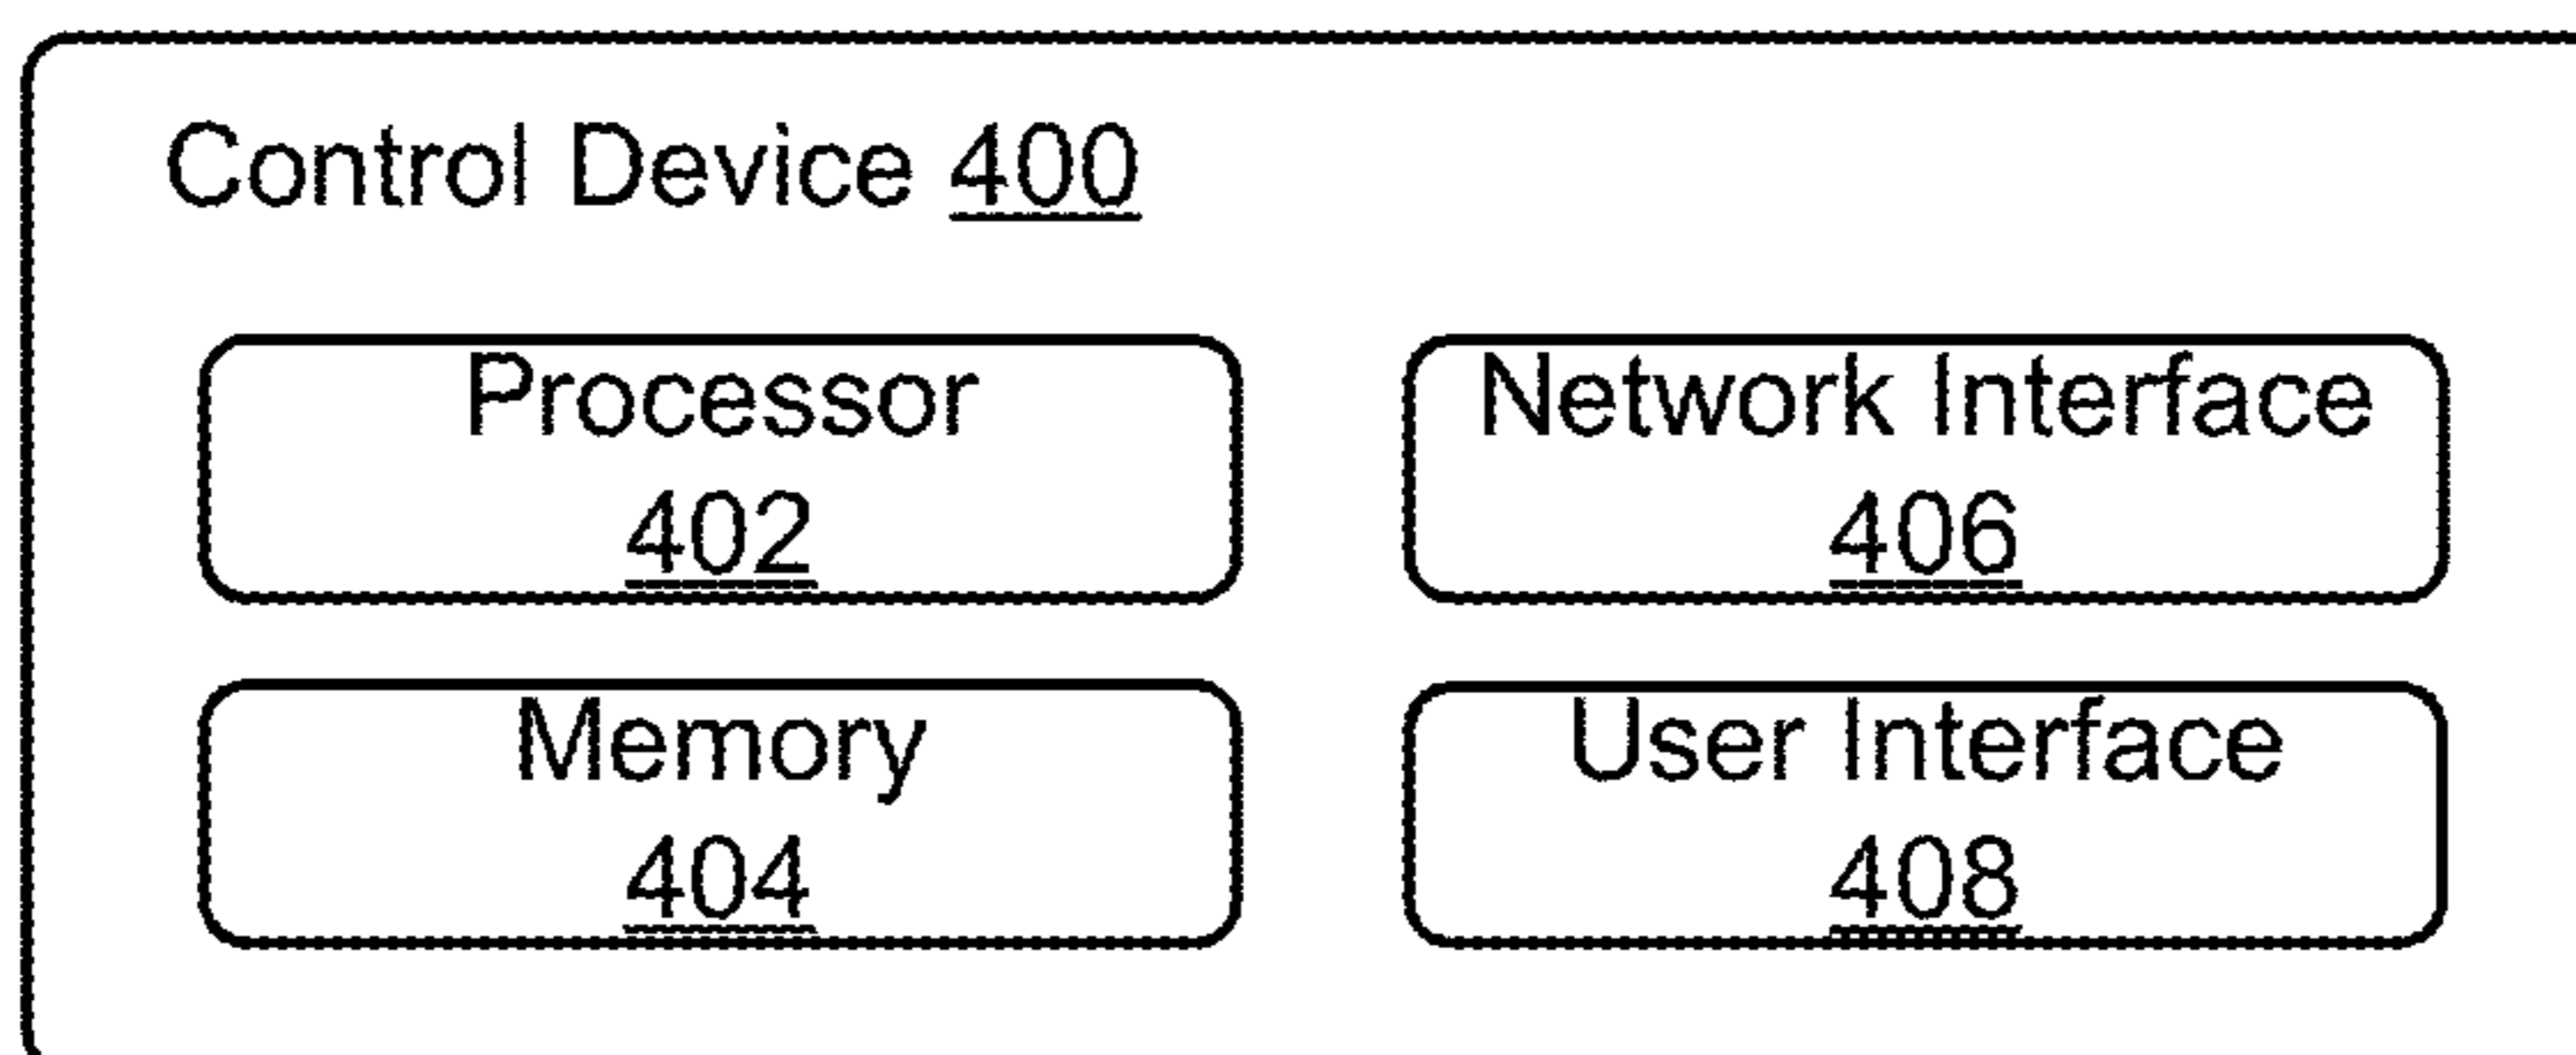 Control Device 400
Processor
402
Network Interface
406
Memory
404
User Interface
408